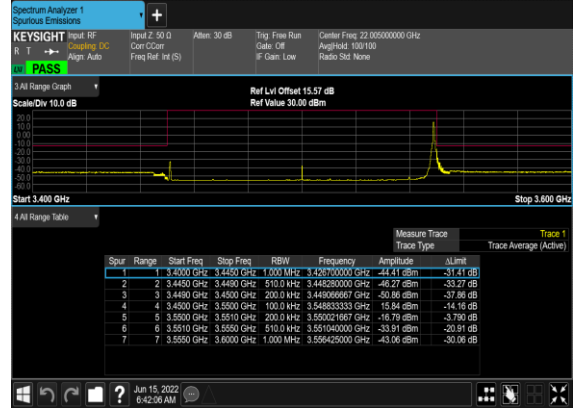 Spectrum Analyzer 1
Spurious Emissions
KEYSIGHT Input: RF Input Z: 50 Ω Atten: 30 dB Trig: Free Run Center Freq: 22.005000000 GHz
R T Coupling: DC Corr CCorr Gate: Off Avg|Hold: 100/100
Align: Auto Freq Ref: Int (S) IF Gain: Low Radio Std: None
PASS
3 All Range Graph
Ref Lvl Offset 15.57 dB
Scale/Div 10.0 dB Ref Value 30.00 dBm
20.0
10.0
0.00
-10.0
-20.0
-30.0
-40.0
-50.0
-60.0
Start 3.400 GHz Stop 3.600 GHz
4 All Range Table
Measure Trace Trace 1
Trace Type Trace Average (Active)
Spur Range Start Freq Stop Freq RBW Frequency Amplitude ΔLimit
1 1 3.4000 GHz 3.4450 GHz 1.000 MHz 3.426700000 GHz -44.41 dBm -31.41 dB
2 2 3.4450 GHz 3.4490 GHz 510.0 kHz 3.448280000 GHz -46.27 dBm -33.27 dB
3 3 3.4490 GHz 3.4500 GHz 200.0 kHz 3.449066667 GHz -50.86 dBm -37.86 dB
4 4 3.4500 GHz 3.5500 GHz 100.0 kHz 3.548833333 GHz 15.84 dBm -14.16 dB
5 5 3.5500 GHz 3.5510 GHz 200.0 kHz 3.550021667 GHz -16.79 dBm -3.790 dB
6 6 3.5510 GHz 3.5550 GHz 510.0 kHz 3.551040000 GHz -33.91 dBm -20.91 dB
7 7 3.5550 GHz 3.6000 GHz 1.000 MHz 3.556425000 GHz -43.06 dBm -30.06 dB
? Jun 15, 2022
6:42:06 AM